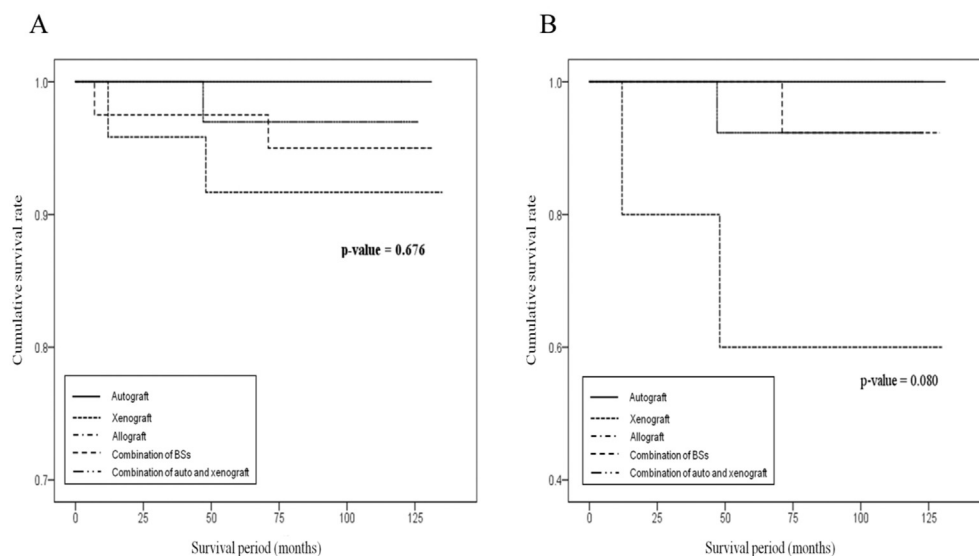 A
Cumulative survival rate
1.0
0.9
0.8
0.7
p-value = 0.676
Autograft
Xenograft
Allograft
Combination of BSs
Combination of auto and xenograft
0 25 50 75 100 125
Survival period (months)
B
Cumulative survival rate
1.0
0.8
0.6
0.4
p-value = 0.080
Autograft
Xenograft
Allograft
Combination of BSs
Combination of auto and xenograft
0 25 50 75 100 125
Survival period (months)